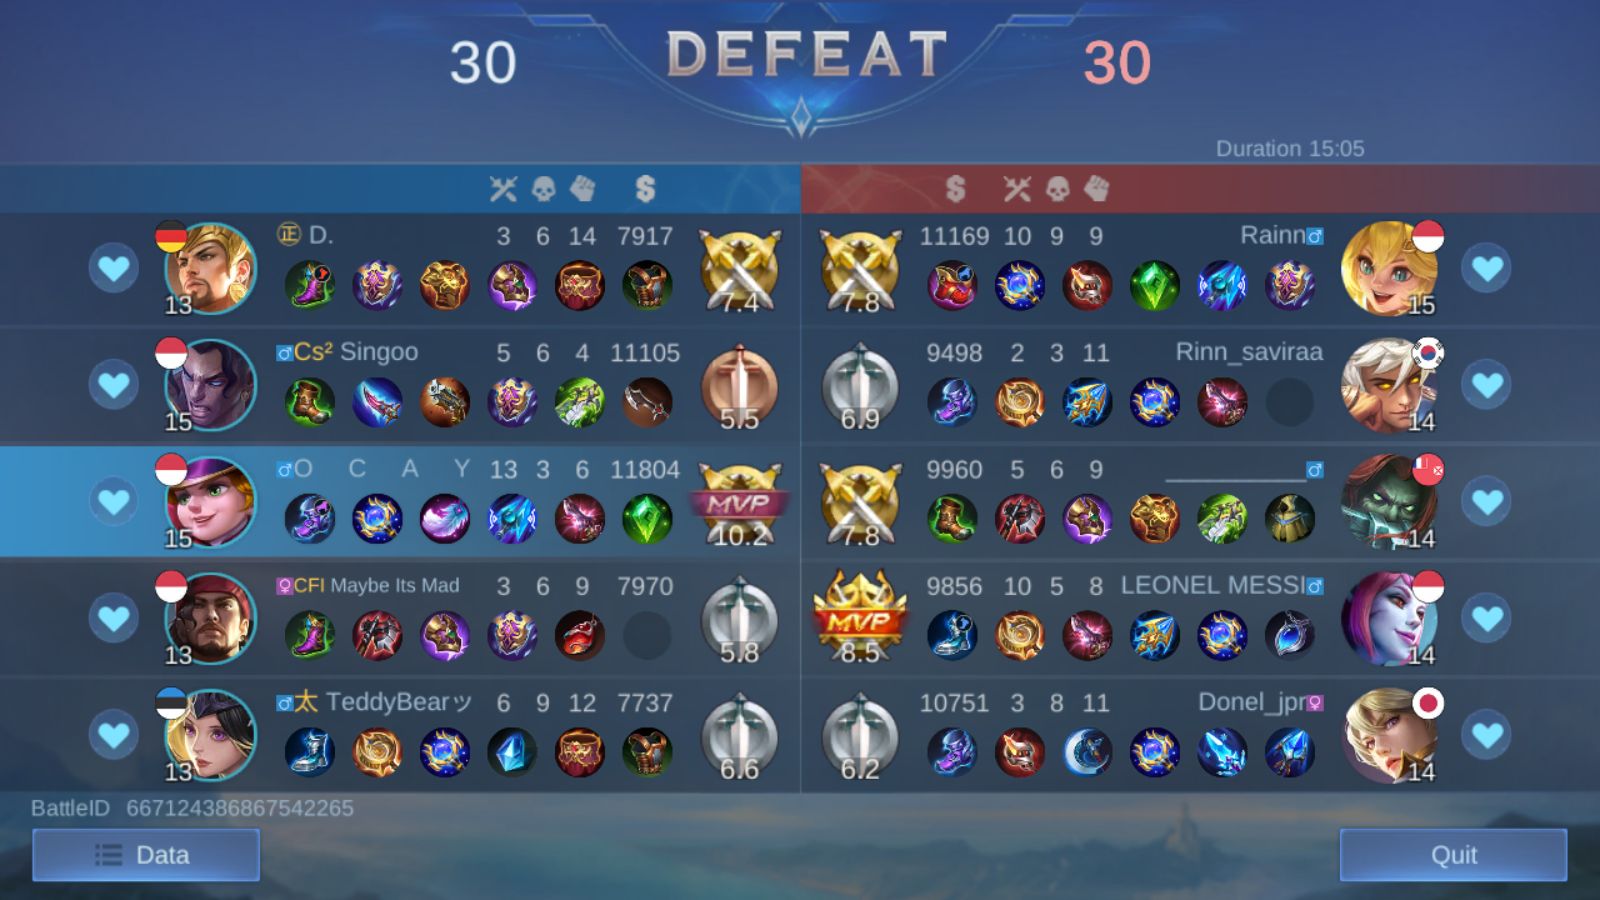 30 DEFEAT 30
Duration 15:05
正 D. 3 6 14 7917
13 7.4
7.8 11169 10 9 9 Rainn
15
Cs² Singoo 5 6 4 11105
15 5.5
6.9 9498 2 3 11 Rinn_saviraa
14
O C A Y 13 3 6 11804
15 MVP 10.2
7.8 9960 5 6 9 ____________
14
CFI Maybe Its Mad 3 6 9 7970
13 5.8
MVP 8.5 9856 10 5 8 LEONEL MESSI
14
太 TeddyBearッ 6 9 12 7737
13 6.6
6.2 10751 3 8 11 Donel_jpr
14
BattleID 667124386867542265
Data
Quit